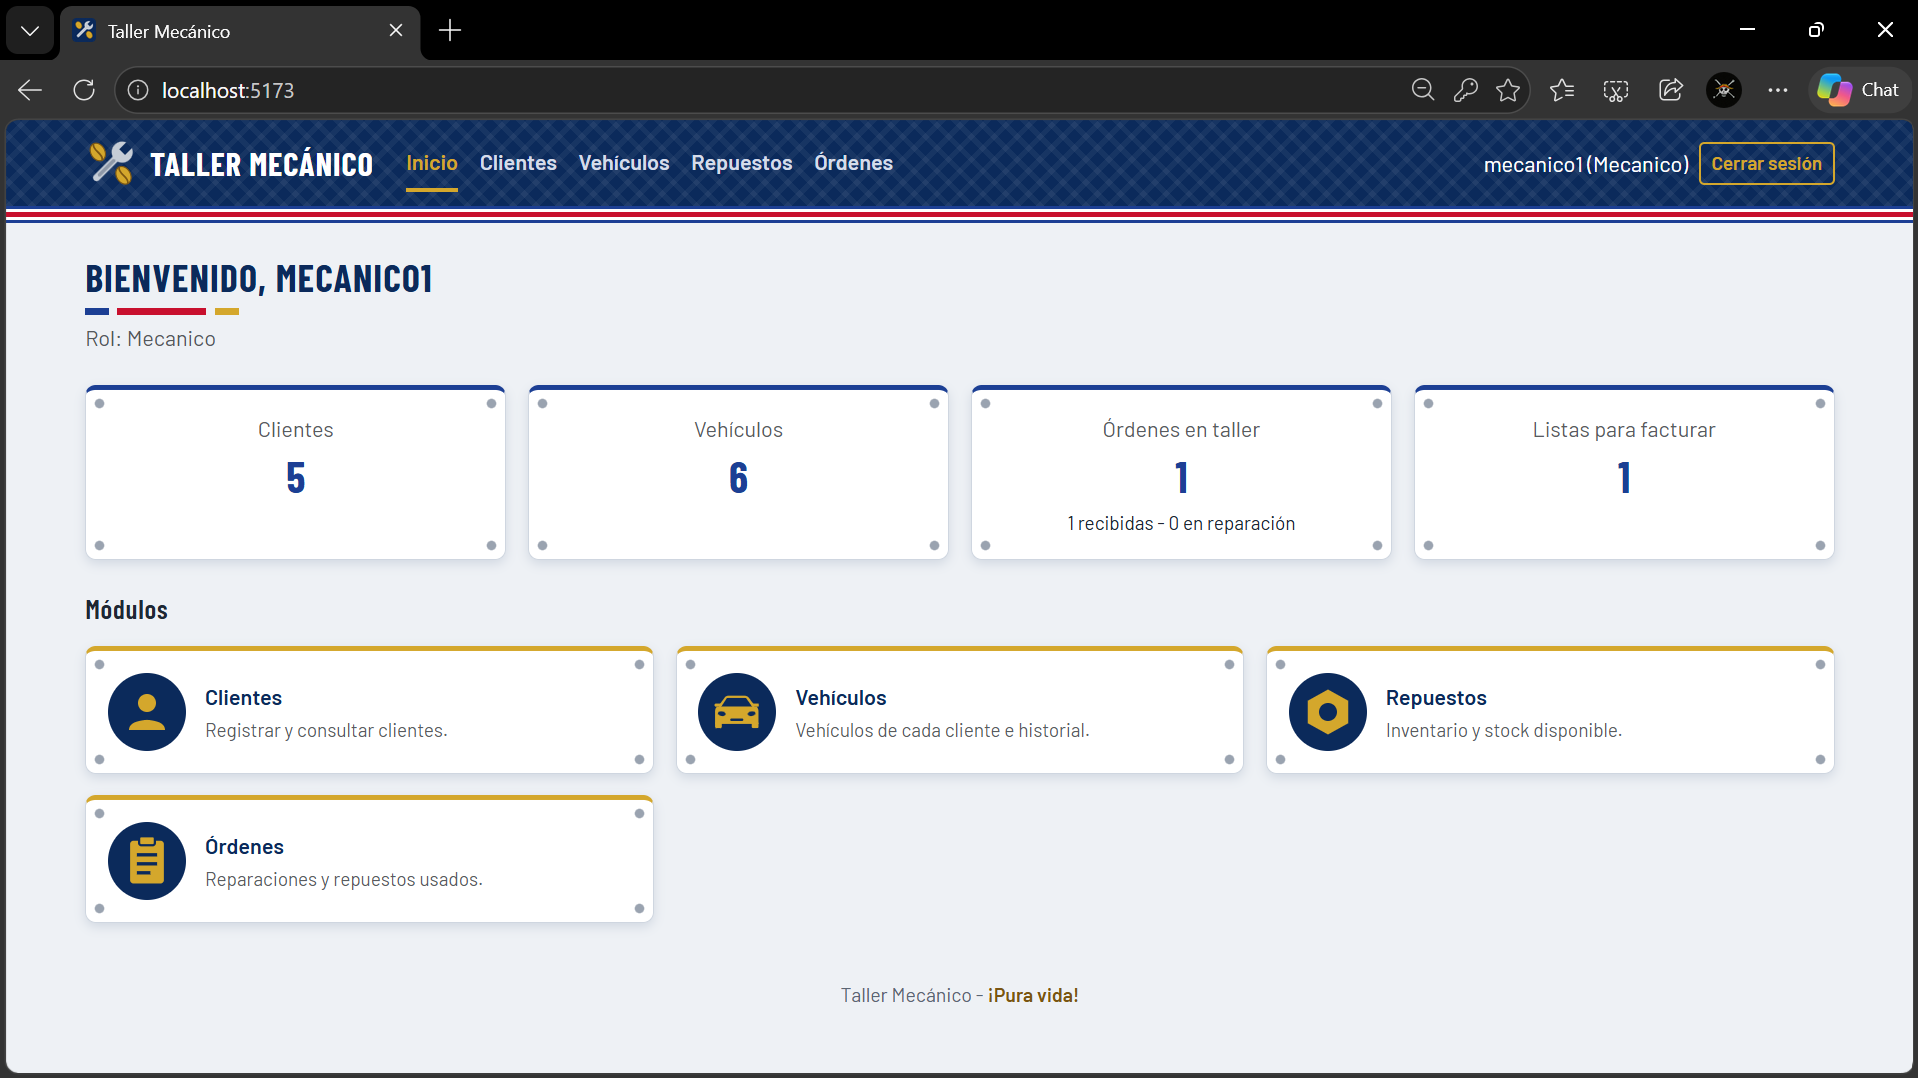 Taller Mecánico
localhost:5173
Chat
TALLER MECÁNICO
Inicio
Clientes
Vehículos
Repuestos
Órdenes
mecanico1 (Mecanico)
Cerrar sesión
BIENVENIDO, MECANICO1
Rol: Mecanico
Clientes
5
Vehículos
6
Órdenes en taller
1
1 recibidas - 0 en reparación
Listas para facturar
1
Módulos
Clientes
Registrar y consultar clientes.
Vehículos
Vehículos de cada cliente e historial.
Repuestos
Inventario y stock disponible.
Órdenes
Reparaciones y repuestos usados.
Taller Mecánico - ¡Pura vida!